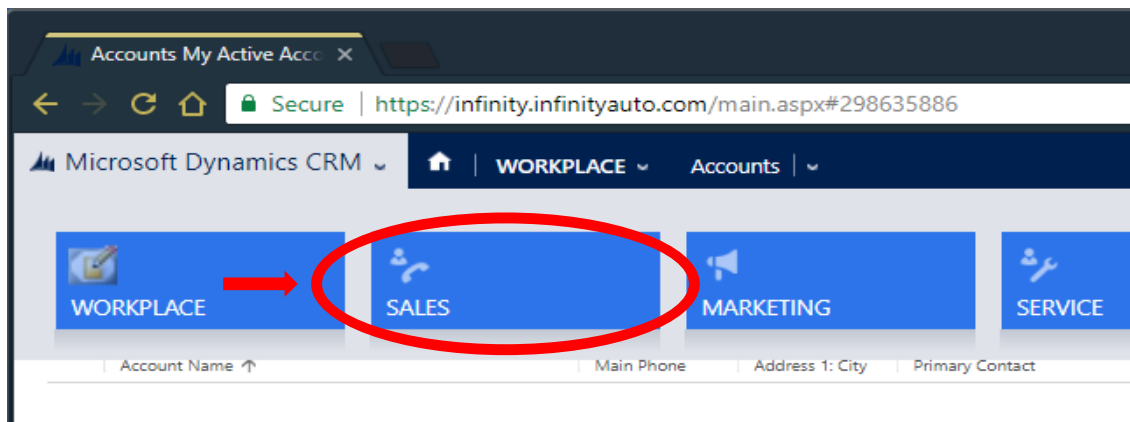 Accounts My Active Acco
Secure | https://infinity.infinityauto.com/main.aspx#298635886
Microsoft Dynamics CRM | WORKPLACE Accounts |
WORKPLACE SALES MARKETING SERVICE
Account Name ↑ Main Phone Address 1: City Primary Contact